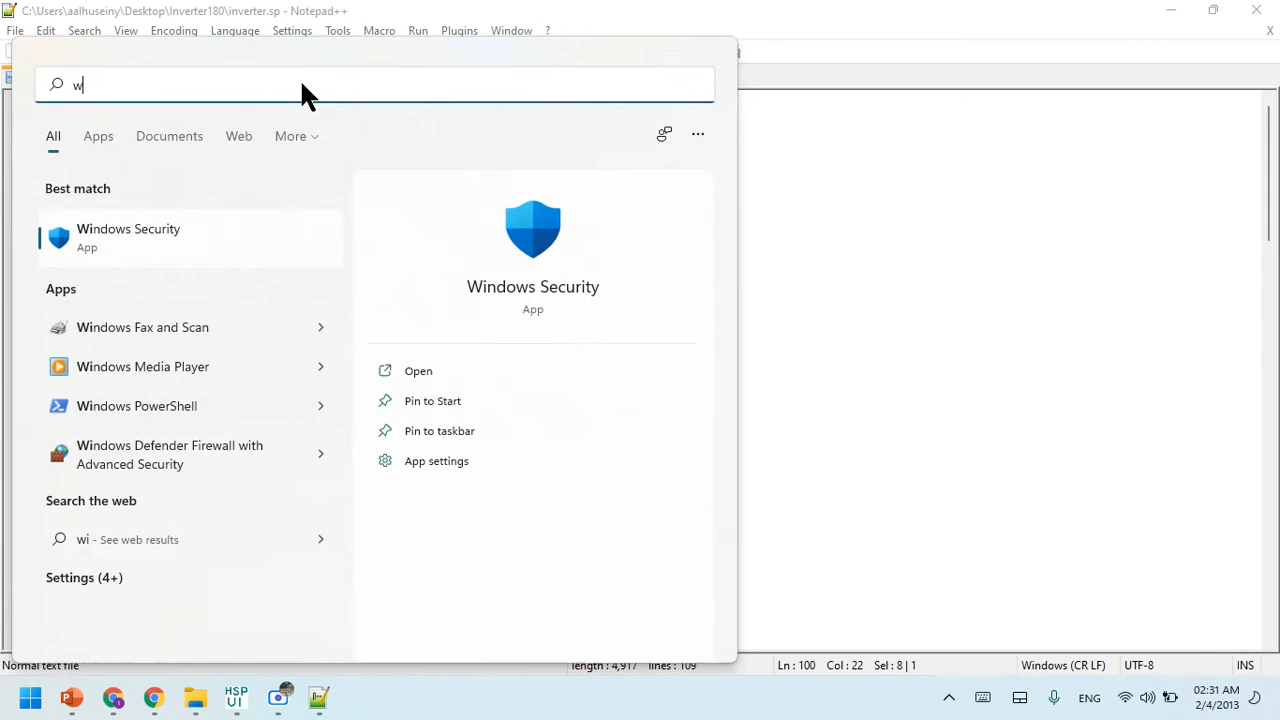 C:\Users\aalhuseiny\Desktop\Inverter180\inverter.sp - Notepad++
File Edit Search View Encoding Language Settings Tools Macro Run Plugins Window ? X
w
All Apps Documents Web More
Best match
Windows Security
App
Apps
Windows Fax and Scan
Windows Media Player
Windows PowerShell
Windows Defender Firewall with
Advanced Security
Search the web
wi - See web results
Settings (4+)
Windows Security
App
Open
Pin to Start
Pin to taskbar
App settings
Normal text file length : 4,917 lines : 109 Ln : 100 Col : 22 Sel : 8 | 1 Windows (CR LF) UTF-8 INS
HSP
UI
ENG
02:31 AM
2/4/2013